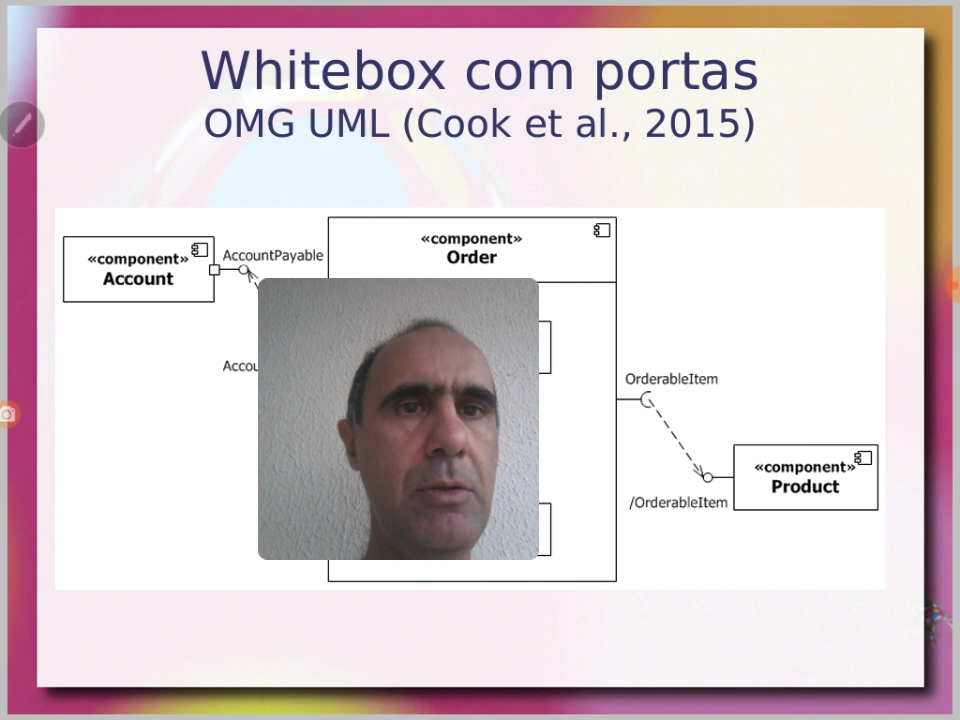 Whitebox com portas
OMG UML (Cook et al., 2015)
«component»
Account
AccountPayable
«component»
Order
OrderableItem
«component»
Product
/OrderableItem